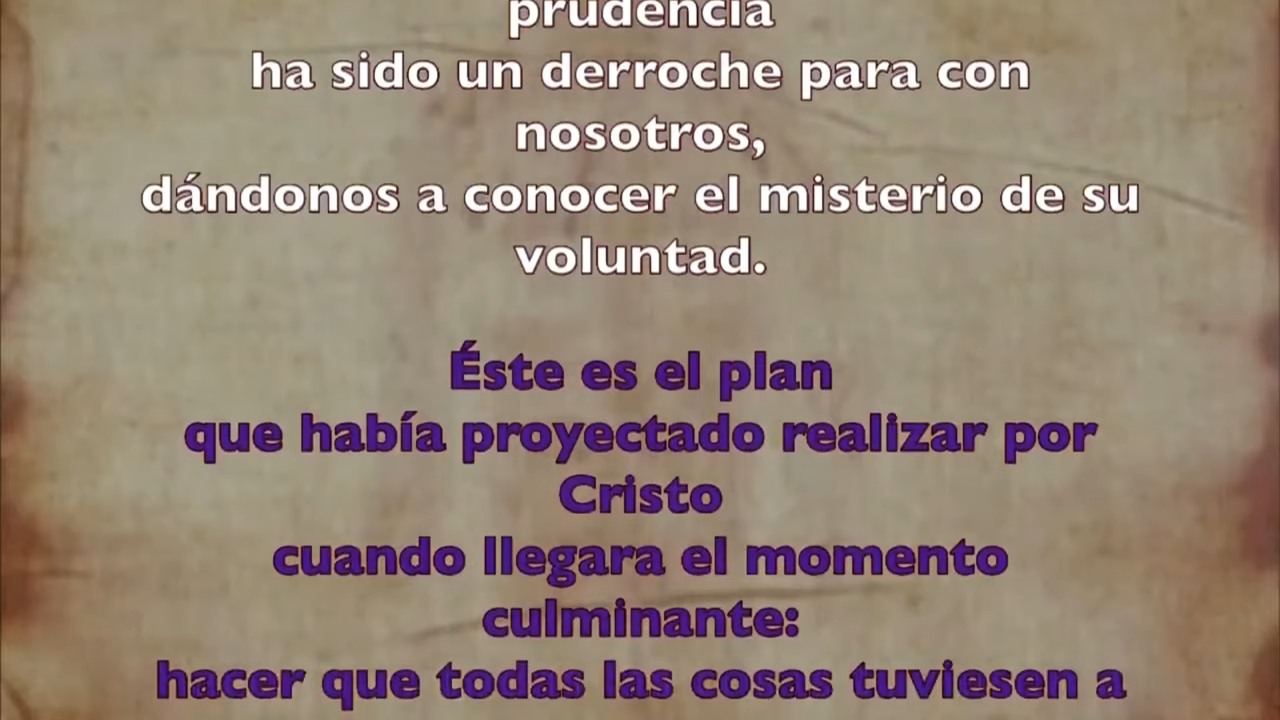 prudencia
ha sido un derroche para con
nosotros,
dándonos a conocer el misterio de su
voluntad.
Éste es el plan
que había proyectado realizar por
Cristo
cuando llegara el momento
culminante:
hacer que todas las cosas tuviesen a